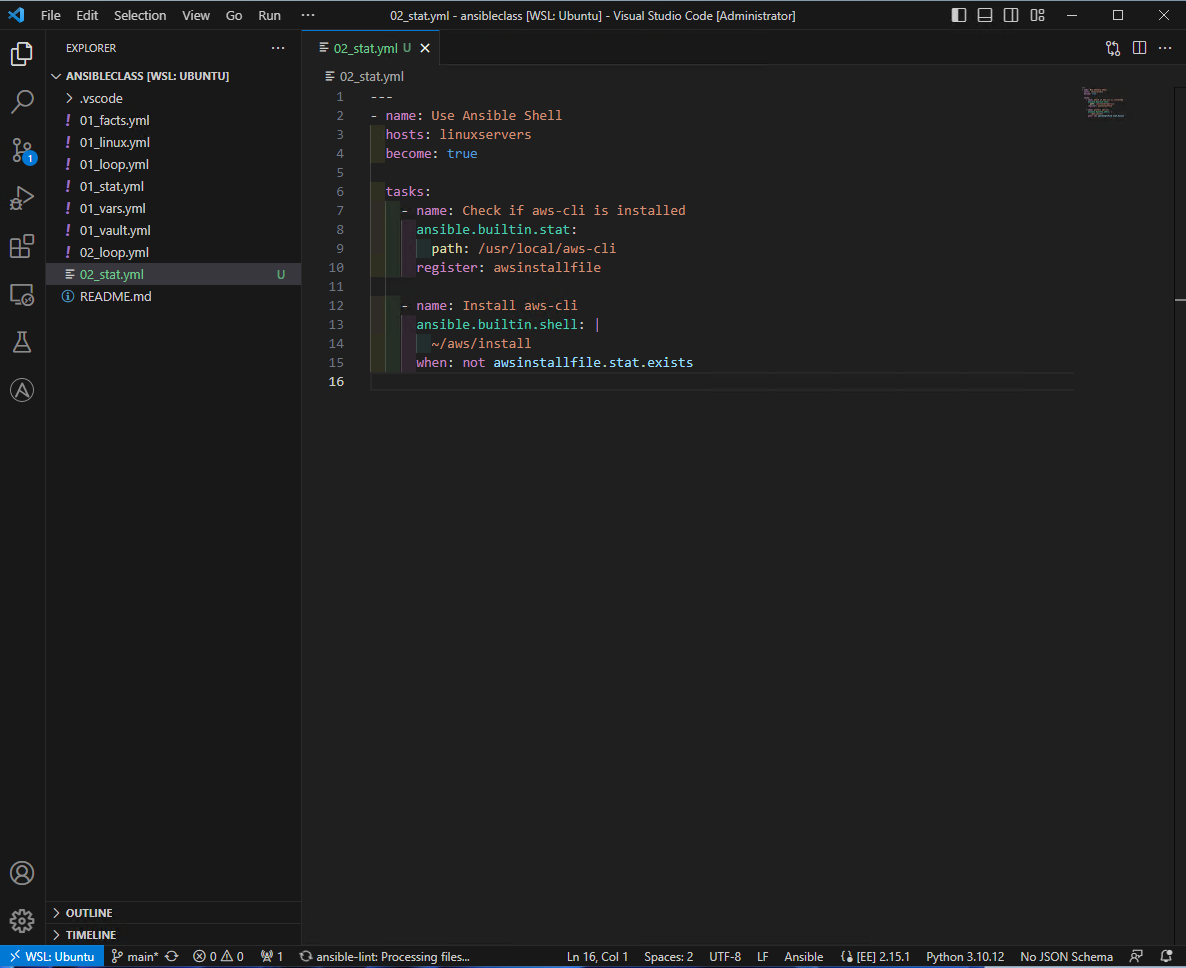 File Edit Selection View Go Run ··· 02_stat.yml - ansibleclass [WSL: Ubuntu] - Visual Studio Code [Administrator]
EXPLORER ···
ANSIBLECLASS [WSL: UBUNTU]
.vscode
! 01_facts.yml
! 01_linux.yml
! 01_loop.yml
! 01_stat.yml
! 01_vars.yml
! 01_vault.yml
! 02_loop.yml
02_stat.yml U
README.md
1
OUTLINE
TIMELINE
02_stat.yml U
02_stat.yml
1 ---
2 - name: Use Ansible Shell
3   hosts: linuxservers
4   become: true
5
6   tasks:
7     - name: Check if aws-cli is installed
8       ansible.builtin.stat:
9         path: /usr/local/aws-cli
10       register: awsinstallfile
11
12     - name: Install aws-cli
13       ansible.builtin.shell: |
14         ~/aws/install
15       when: not awsinstallfile.stat.exists
16
WSL: Ubuntu main* 0 0 1 ansible-lint: Processing files... Ln 16, Col 1 Spaces: 2 UTF-8 LF Ansible [EE] 2.15.1 Python 3.10.12 No JSON Schema